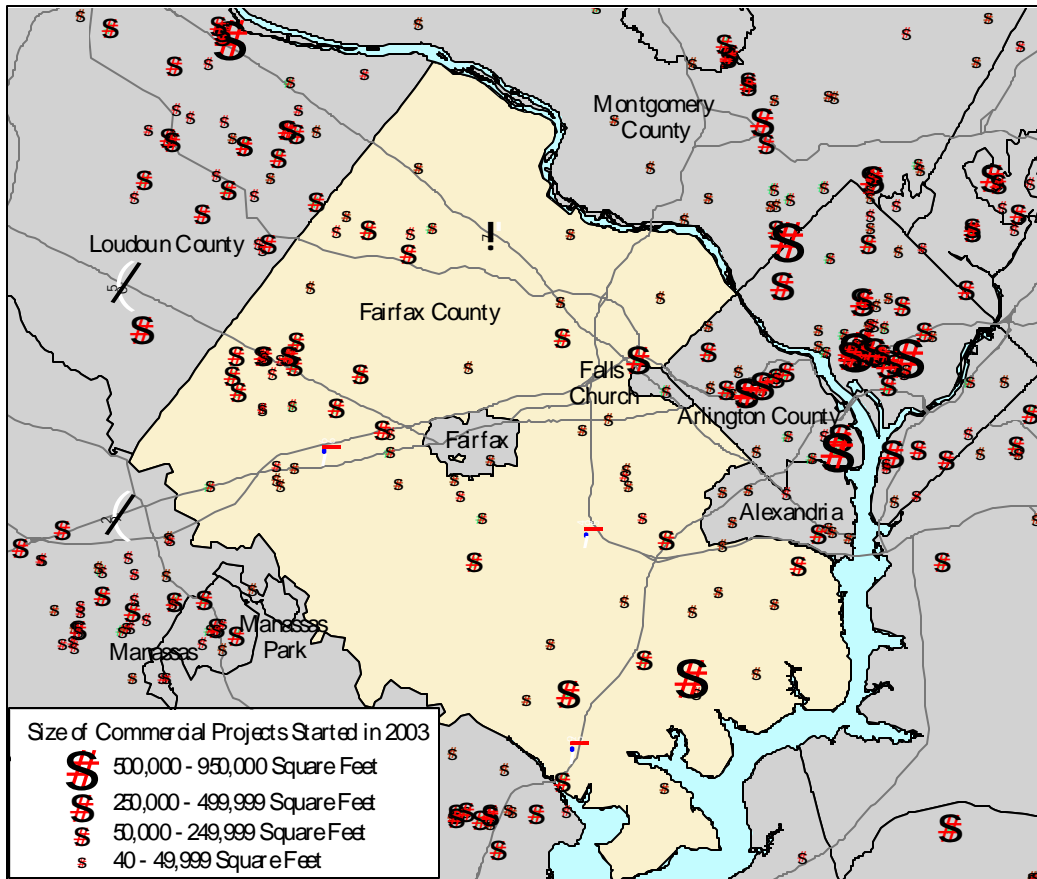 Montgomery
County
Loudoun County
Fairfax County
Falls
Church
Arlington County
Fairfax
Alexandria
Manassas
Park
Manassas
Size of Commercial Projects Started in 2003
500,000 - 950,000 Square Feet
250,000 - 499,999 Square Feet
50,000 - 249,999 Square Feet
40 - 49,999 Square Feet